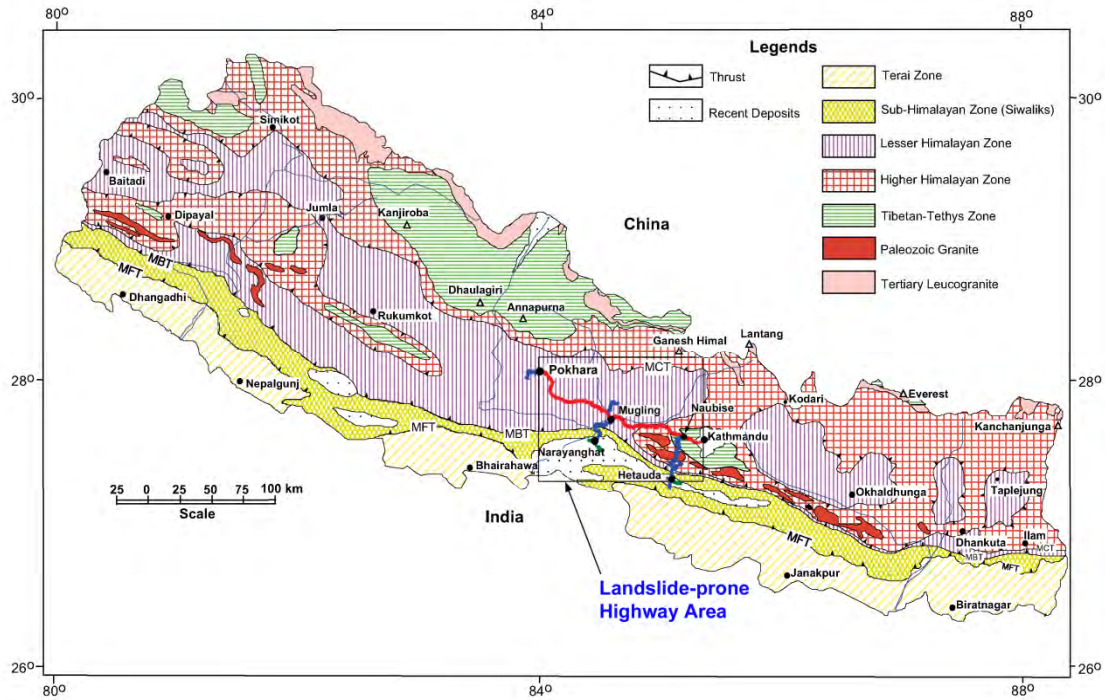 80°
84°
88°
Legends
Thrust
Recent Deposits
Terai Zone
Sub-Himalayan Zone (Siwaliks)
Lesser Himalayan Zone
Higher Himalayan Zone
Tibetan-Tethys Zone
Paleozoic Granite
Tertiary Leucogranite
30°
30°
Simikot
Baitadi
Dipayal
Jumla
Kanjiroba
China
MBT
MFT
Dhangadhi
Dhaulagiri
Annapurna
Rukumkot
Ganesh Himal
Lantang
28°
28°
Nepalgunj
Pokhara
MCT
Mugling
Naubise
Kodari
Everest
Kanchanjunga
MFT
MBT
Narayanghat
Kathmandu
Bhairahawa
Hetauda
Okhaldhunga
Taplejung
25 0 25 50 75 100 km
Scale
India
MFT
Dhankuta
Ilam
MBT
MCT
MFT
Landslide-prone
Highway Area
Janakpur
Biratnagar
26°
26°
80°
84°
88°